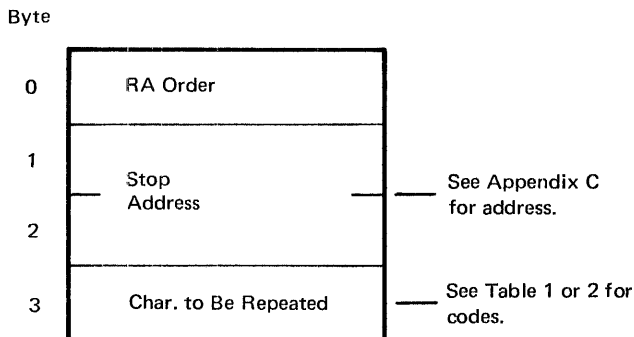 Byte
0 RA Order
1
Stop See Appendix C
Address for address.
2
See Table 1 or 2 for
3 Char. to Be Repeated
codes.